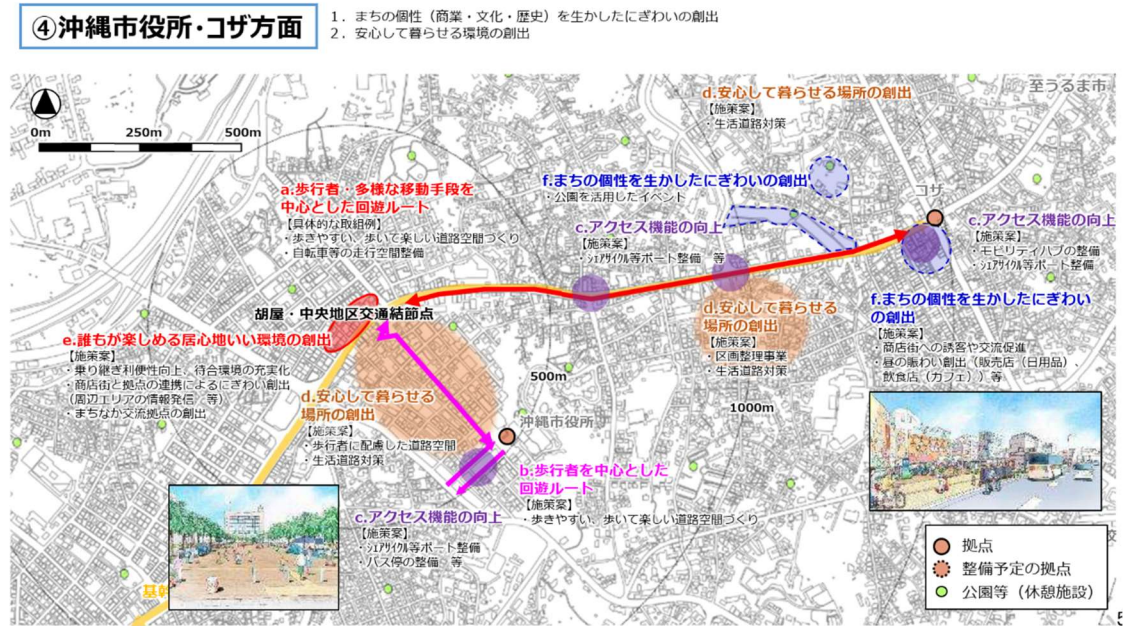 ④沖縄市役所・コザ方面
1．まちの個性（商業・文化・歴史）を生かしたにぎわいの創出
2．安心して暮らせる環境の創出
0m 250m 500m
至うるま市
d.安心して暮らせる場所の創出
【施策案】
・生活道路対策
f.まちの個性を生かしたにぎわいの創出
・公園を活用したイベント
コザ
a.歩行者・多様な移動手段を
中心とした回遊ルート
【具体的な取組例】
・歩きやすい、歩いて楽しい道路空間づくり
・自転車等の走行空間整備
c.アクセス機能の向上
【施策案】
・ｼｪｱｻｲｸﾙ等ポート整備 等
c.アクセス機能の向上
【施策案】
・モビリティハブの整備
・ｼｪｱｻｲｸﾙ等ポート整備
胡屋・中央地区交通結節点
e.誰もが楽しめる居心地いい環境の創出
【施策案】
・乗り継ぎ利便性向上、待合環境の充実化
・商店街と拠点の連携によるにぎわい創出
（周辺エリアの情報発信 等）
・まちなか交流拠点の創出
d.安心して暮らせる
場所の創出
【施策案】
・区画整理事業
・生活道路対策
f.まちの個性を生かしたにぎわい
の創出
【施策案】
・商店街への誘客や交流促進
・昼の賑わい創出（販売店（日用品）、
飲食店（カフェ））等
500m
1000m
d.安心して暮らせる
場所の創出
【施策案】
・歩行者に配慮した道路空間
・生活道路対策
沖縄市役所
b.歩行者を中心とした
回遊ルート
【施策案】
・歩きやすい、歩いて楽しい道路空間づくり
c.アクセス機能の向上
【施策案】
・ｼｪｱｻｲｸﾙ等ポート整備
・バス停の整備 等
基幹
拠点
整備予定の拠点
公園等（休憩施設）
5